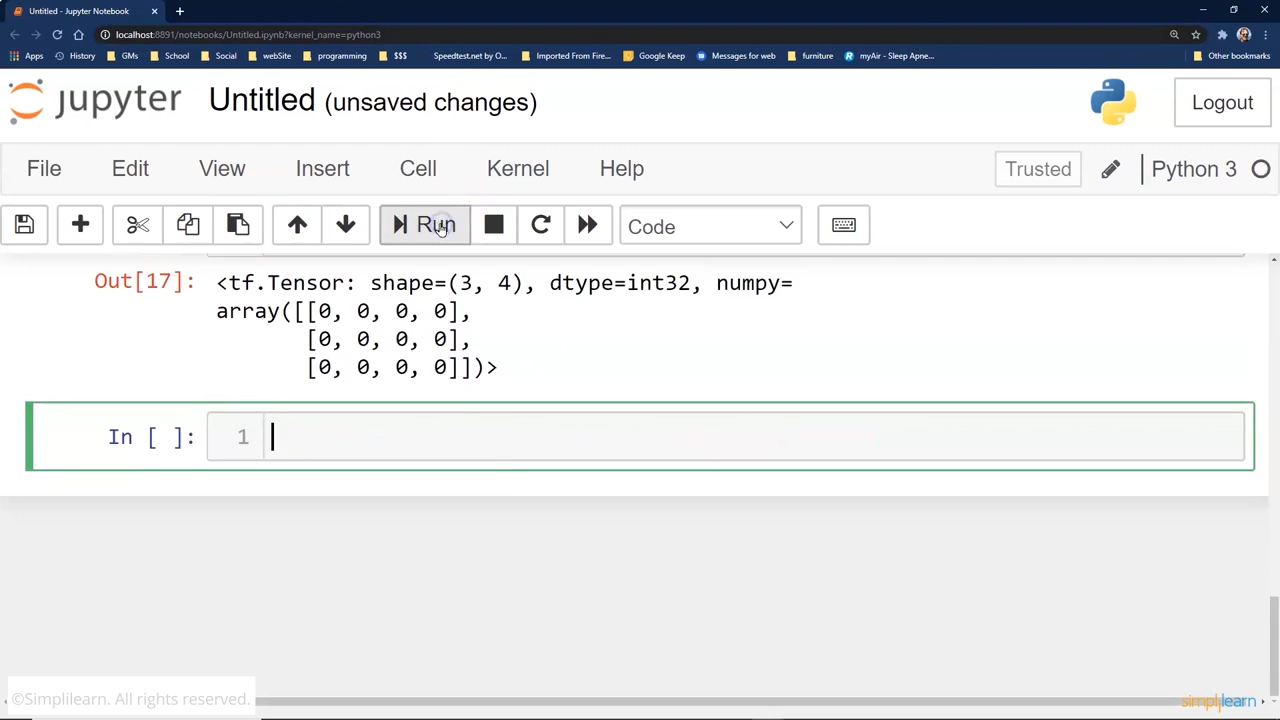 Untitled - Jupyter Notebook
localhost:8891/notebooks/Untitled.ipynb?kernel_name=python3
Apps History GMs School Social webSite programming $$$ Speedtest.net by O... Imported From Fire... Google Keep Messages for web furniture myAir - Sleep Apne... Other bookmarks
jupyter Untitled (unsaved changes) Logout
File Edit View Insert Cell Kernel Help Trusted Python 3
Run Code
Out[17]: <tf.Tensor: shape=(3, 4), dtype=int32, numpy=
array([[0, 0, 0, 0],
[0, 0, 0, 0],
[0, 0, 0, 0]])>
In [ ]: 1
©Simplilearn. All rights reserved.
simplilearn